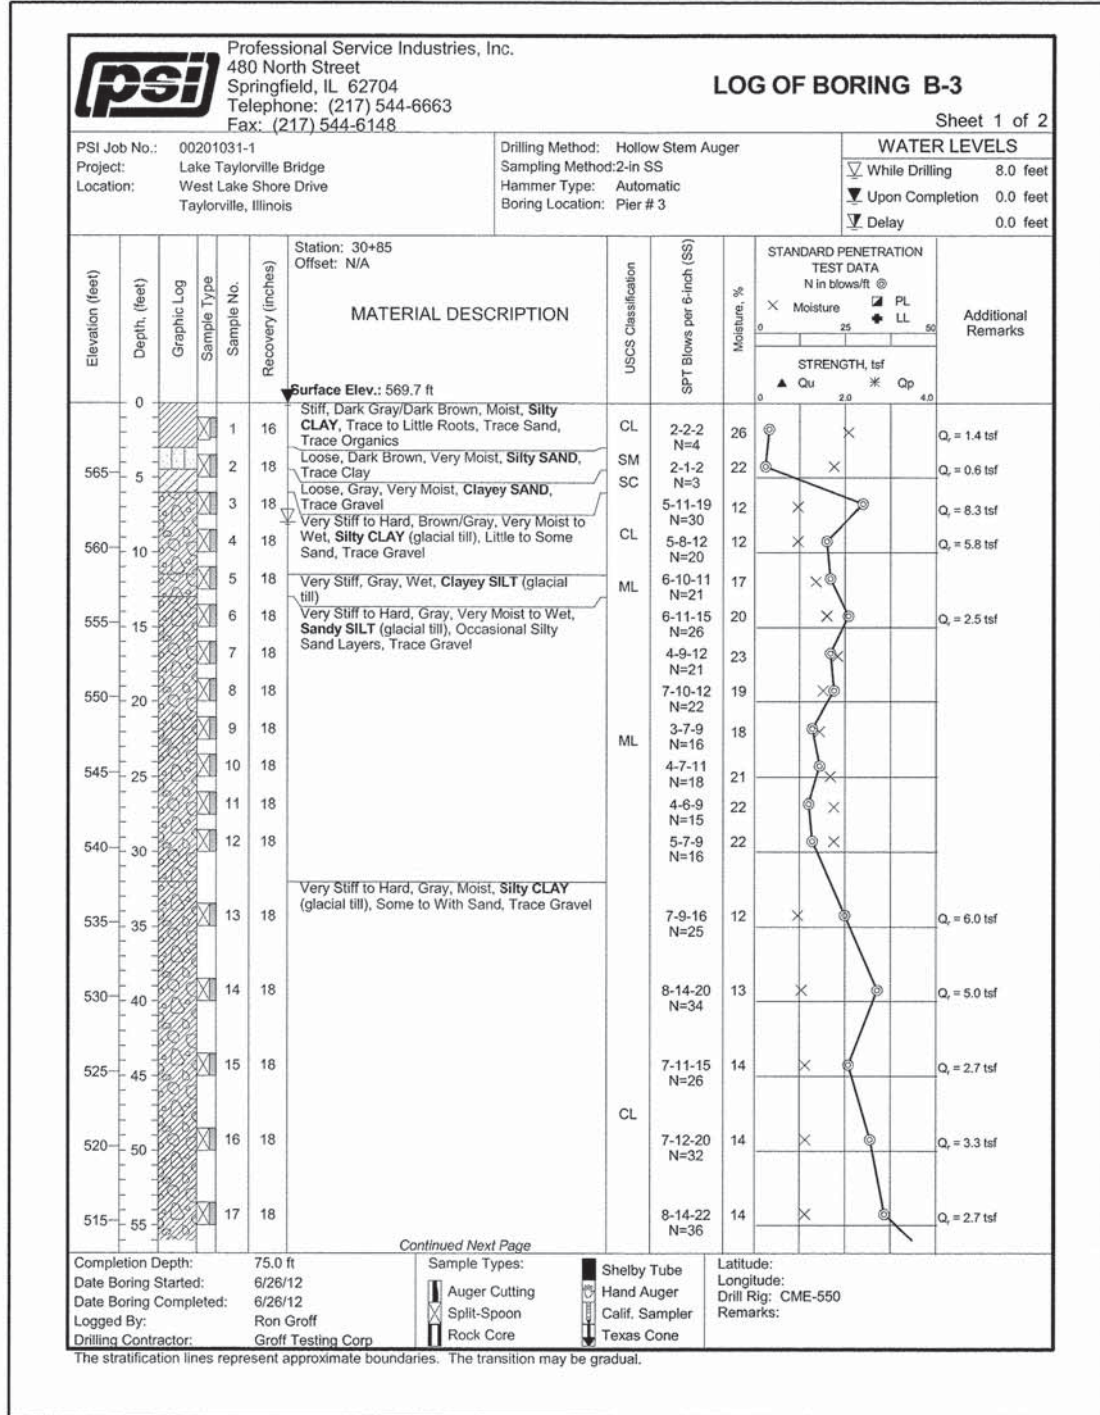 psi
Professional Service Industries, Inc.
480 North Street
Springfield, IL 62704
Telephone: (217) 544-6663
Fax: (217) 544-6148
LOG OF BORING B-3
Sheet 1 of 2
PSI Job No.: 00201031-1
Project: Lake Taylorville Bridge
Location: West Lake Shore Drive
Taylorville, Illinois
Drilling Method: Hollow Stem Auger
Sampling Method:2-in SS
Hammer Type: Automatic
Boring Location: Pier # 3
WATER LEVELS
While Drilling 8.0 feet
Upon Completion 0.0 feet
Delay 0.0 feet
Elevation (feet)
Depth, (feet)
Graphic Log
Sample Type
Sample No.
Recovery (inches)
Station: 30+85
Offset: N/A
MATERIAL DESCRIPTION
Surface Elev.: 569.7 ft
USCS Classification
SPT Blows per 6-inch (SS)
Moisture, %
STANDARD PENETRATION
TEST DATA
N in blows/ft
Moisture
PL
LL
0 25 50
STRENGTH, tsf
Qu Qp
0 2.0 4.0
Additional
Remarks
0
Stiff, Dark Gray/Dark Brown, Moist, Silty
CLAY, Trace to Little Roots, Trace Sand,
Trace Organics
1 16 CL 2-2-2 26 Qr = 1.4 tsf
N=4
Loose, Dark Brown, Very Moist, Silty SAND,
Trace Clay
565 5 2 18 SM 2-1-2 22 Qr = 0.6 tsf
N=3
SC
Loose, Gray, Very Moist, Clayey SAND,
Trace Gravel
3 18 5-11-19 12 Qr = 8.3 tsf
N=30
Very Stiff to Hard, Brown/Gray, Very Moist to
Wet, Silty CLAY (glacial till), Little to Some
Sand, Trace Gravel
560 10 4 18 CL 5-8-12 12 Qr = 5.8 tsf
N=20
Very Stiff, Gray, Wet, Clayey SILT (glacial
till)
5 18 ML 6-10-11 17
N=21
Very Stiff to Hard, Gray, Very Moist to Wet,
Sandy SILT (glacial till), Occasional Silty
Sand Layers, Trace Gravel
555 15 6 18 6-11-15 20 Qr = 2.5 tsf
N=26
7 18 4-9-12 23
N=21
550 20 8 18 7-10-12 19
N=22
9 18 ML 3-7-9 18
N=16
545 25 10 18 4-7-11 21
N=18
11 18 4-6-9 22
N=15
540 30 12 18 5-7-9 22
N=16
Very Stiff to Hard, Gray, Moist, Silty CLAY
(glacial till), Some to With Sand, Trace Gravel
535 35 13 18 7-9-16 12 Qr = 6.0 tsf
N=25
530 40 14 18 8-14-20 13 Qr = 5.0 tsf
N=34
525 45 15 18 7-11-15 14 Qr = 2.7 tsf
N=26
CL
520 50 16 18 7-12-20 14 Qr = 3.3 tsf
N=32
515 55 17 18 8-14-22 14 Qr = 2.7 tsf
N=36
Continued Next Page
Completion Depth: 75.0 ft
Date Boring Started: 6/26/12
Date Boring Completed: 6/26/12
Logged By: Ron Groff
Drilling Contractor: Groff Testing Corp
Sample Types:
Auger Cutting
Split-Spoon
Rock Core
Shelby Tube
Hand Auger
Calif. Sampler
Texas Cone
Latitude:
Longitude:
Drill Rig: CME-550
Remarks:
The stratification lines represent approximate boundaries. The transition may be gradual.